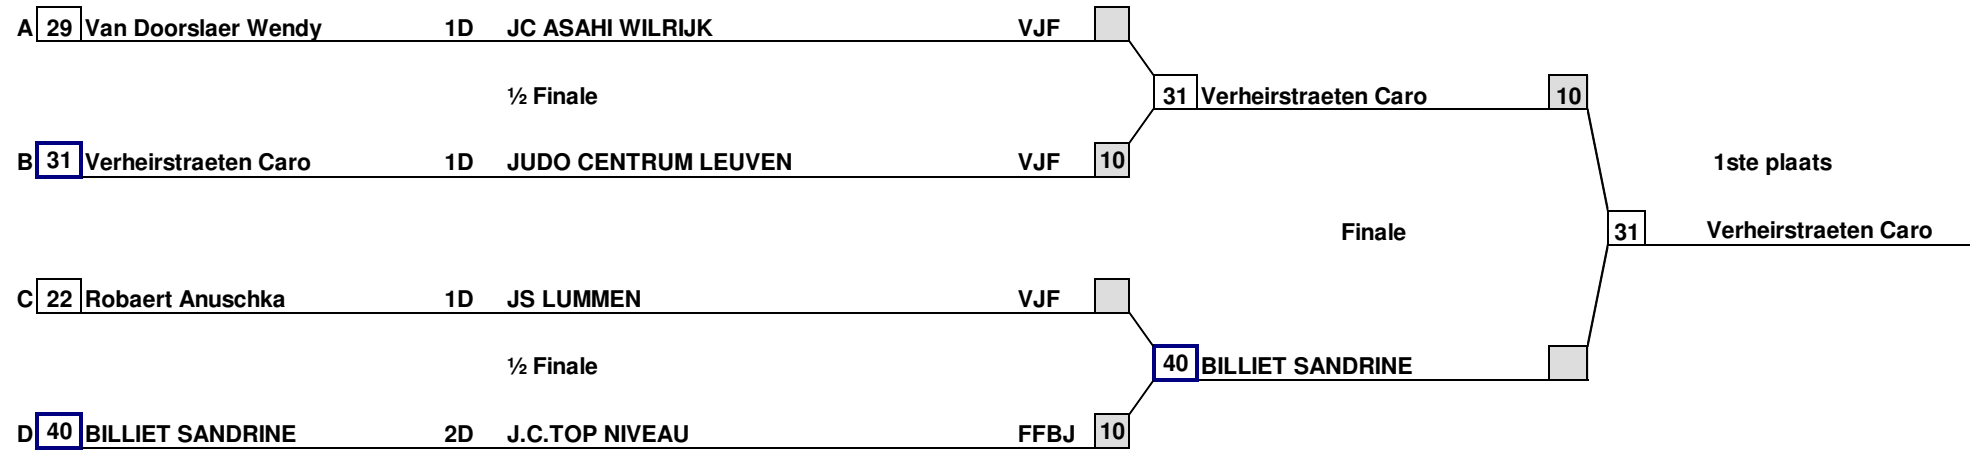 A 29 Van Doorslaer Wendy 1D JC ASAHI WILRIJK VJF
½ Finale 31 Verheirstraeten Caro 10
B 31 Verheirstraeten Caro 1D JUDO CENTRUM LEUVEN VJF 10 1ste plaats
Finale 31 Verheirstraeten Caro
C 22 Robaert Anuschka 1D JS LUMMEN VJF
½ Finale 40 BILLIET SANDRINE
D 40 BILLIET SANDRINE 2D J.C.TOP NIVEAU FFBJ 10